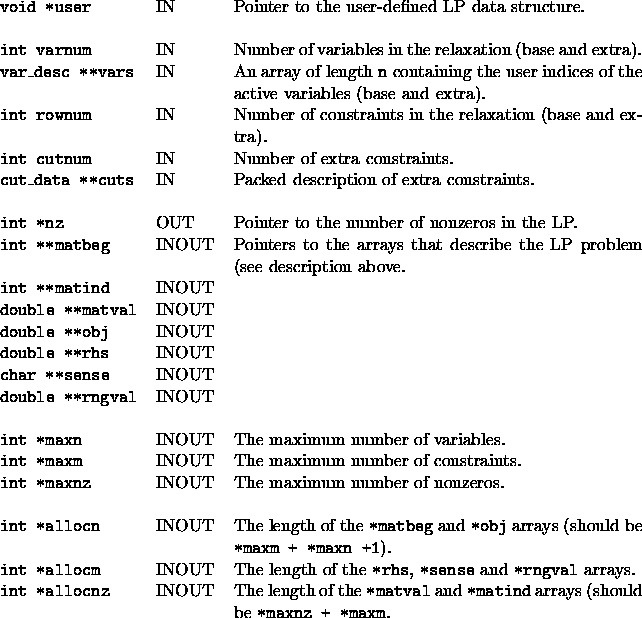 void *user IN Pointer to the user-defined LP data structure.
int varnum IN Number of variables in the relaxation (base and extra).
var_desc **vars IN An array of length n containing the user indices of the
active variables (base and extra).
int rownum IN Number of constraints in the relaxation (base and ex-
tra).
int cutnum IN Number of extra constraints.
cut_data **cuts IN Packed description of extra constraints.
int *nz OUT Pointer to the number of nonzeros in the LP.
int **matbeg INOUT Pointers to the arrays that describe the LP problem
(see description above.
int **matind INOUT
double **matval INOUT
double **obj INOUT
double **rhs INOUT
char **sense INOUT
double **rngval INOUT
int *maxn INOUT The maximum number of variables.
int *maxm INOUT The maximum number of constraints.
int *maxnz INOUT The maximum number of nonzeros.
int *allocn INOUT The length of the *matbeg and *obj arrays (should be
*maxm + *maxn +1).
int *allocm INOUT The length of the *rhs, *sense and *rngval arrays.
int *allocnz INOUT The length of the *matval and *matind arrays (should
be *maxnz + *maxm.